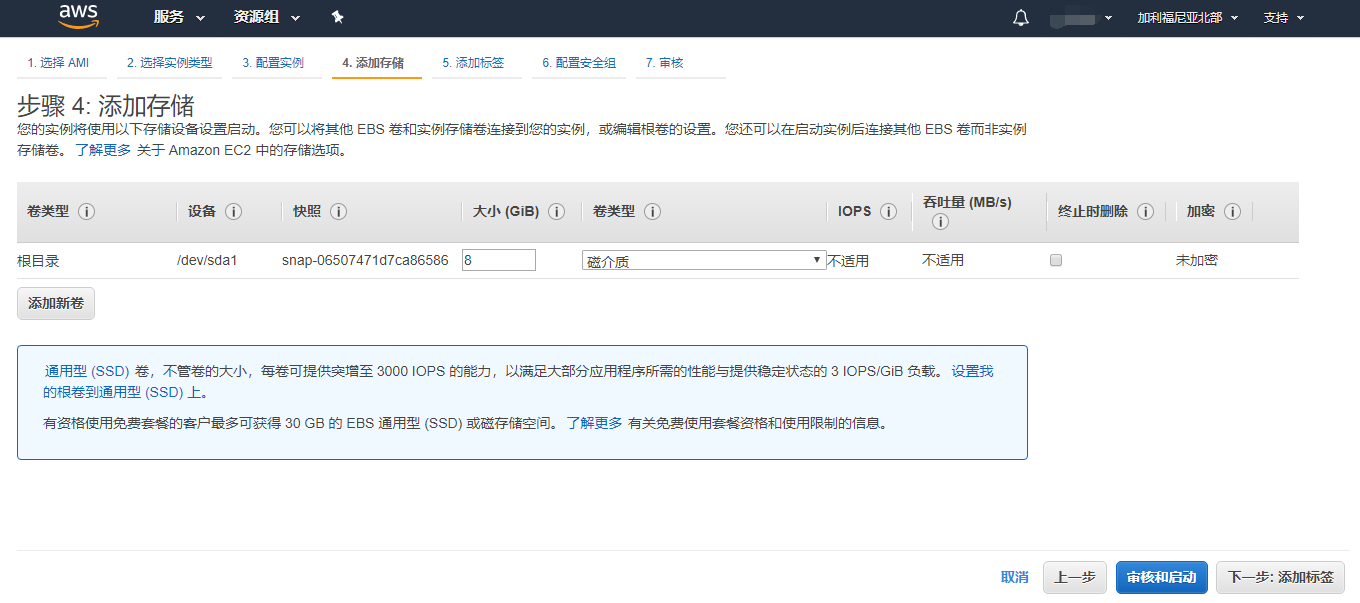 aws 服务 资源组 加利福尼亚北部 支持
1. 选择 AMI 2. 选择实例类型 3. 配置实例 4. 添加存储 5. 添加标签 6. 配置安全组 7. 审核
步骤 4: 添加存储
您的实例将使用以下存储设备设置启动。您可以将其他 EBS 卷和实例存储卷连接到您的实例，或编辑根卷的设置。您还可以在启动实例后连接其他 EBS 卷而非实例
存储卷。 了解更多 关于 Amazon EC2 中的存储选项。
卷类型 设备 快照 大小 (GiB) 卷类型 IOPS 吞吐量 (MB/s) 终止时删除 加密
根目录 /dev/sda1 snap-06507471d7ca86586 8 磁介质 不适用 不适用 未加密
添加新卷
通用型 (SSD) 卷，不管卷的大小，每卷可提供突增至 3000 IOPS 的能力，以满足大部分应用程序所需的性能与提供稳定状态的 3 IOPS/GiB 负载。 设置我
的根卷到通用型 (SSD) 上。
有资格使用免费套餐的客户最多可获得 30 GB 的 EBS 通用型 (SSD) 或磁存储空间。 了解更多 有关免费使用套餐资格和使用限制的信息。
取消 上一步 审核和启动 下一步: 添加标签